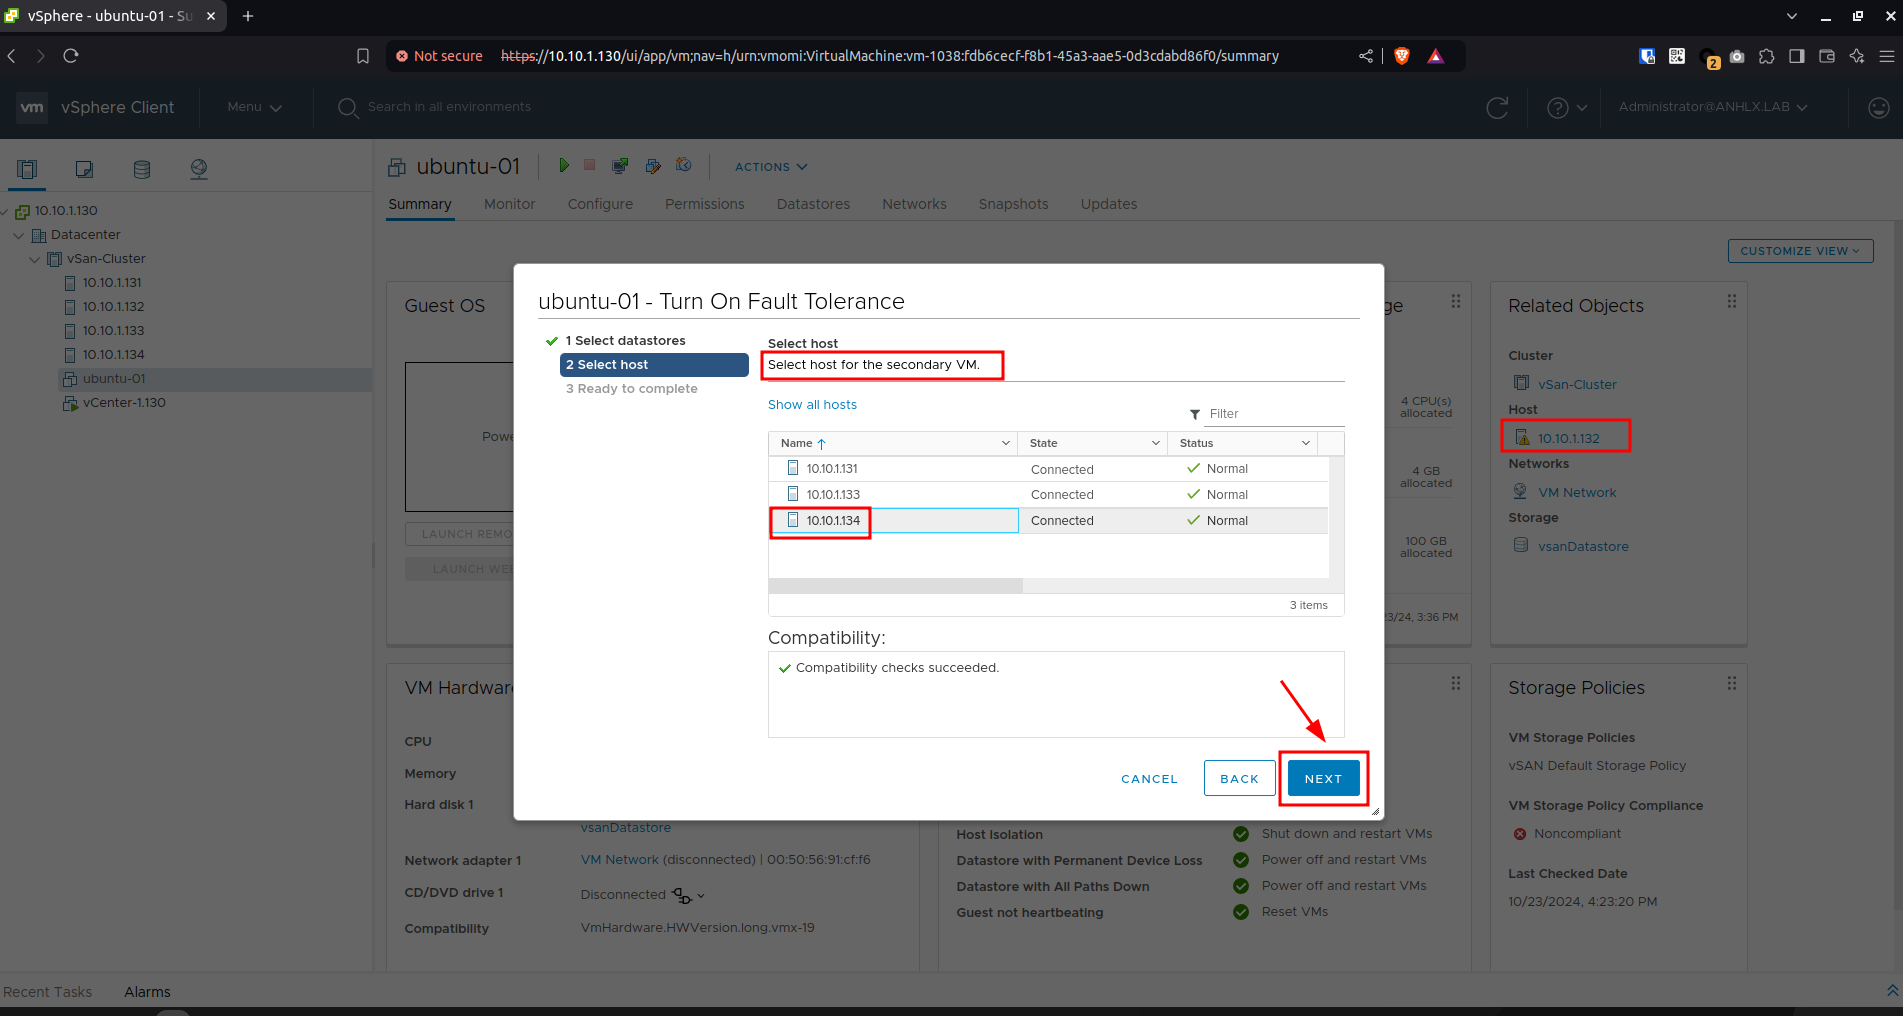 vSphere - ubuntu-01 - Su
Not secure https://10.10.1.130/ui/app/vm;nav=h/urn:vmomi:VirtualMachine:vm-1038:fdb6cecf-f8b1-45a3-aae5-0d3cdabd86f0/summary
2
vm vSphere Client Menu Search in all environments Administrator@ANHLX.LAB
10.10.1.130
Datacenter
vSan-Cluster
10.10.1.131
10.10.1.132
10.10.1.133
10.10.1.134
ubuntu-01
vCenter-1.130
ubuntu-01 ACTIONS
Summary Monitor Configure Permissions Datastores Networks Snapshots Updates
CUSTOMIZE VIEW
Guest OS
Powe
LAUNCH REMO
LAUNCH WE
ge
4 CPU(s)
allocated
4 GB
allocated
100 GB
allocated
23/24, 3:36 PM
Related Objects
Cluster
vSan-Cluster
Host
10.10.1.132
Networks
VM Network
Storage
vsanDatastore
ubuntu-01 - Turn On Fault Tolerance
1 Select datastores
2 Select host
3 Ready to complete
Select host
Select host for the secondary VM.
Show all hosts
Filter
Name State Status
10.10.1.131 Connected Normal
10.10.1.133 Connected Normal
10.10.1.134 Connected Normal
3 items
Compatibility:
Compatibility checks succeeded.
CANCEL BACK NEXT
VM Hardware
CPU
Memory
Hard disk 1
vsanDatastore
Network adapter 1 VM Network (disconnected) | 00:50:56:91:cf:f6
CD/DVD drive 1 Disconnected
Compatibility VmHardware.HWVersion.long.vmx-19
Host Isolation Shut down and restart VMs
Datastore with Permanent Device Loss Power off and restart VMs
Datastore with All Paths Down Power off and restart VMs
Guest not heartbeating Reset VMs
Storage Policies
VM Storage Policies
vSAN Default Storage Policy
VM Storage Policy Compliance
Noncompliant
Last Checked Date
10/23/2024, 4:23:20 PM
Recent Tasks Alarms